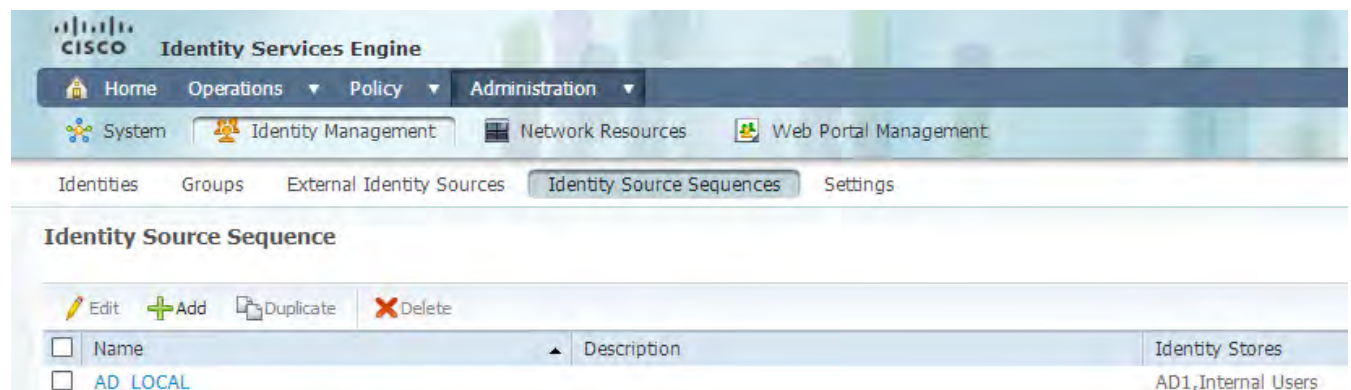 CISCO Identity Services Engine
Home Operations Policy Administration
System Identity Management Network Resources Web Portal Management
Identities Groups External Identity Sources Identity Source Sequences Settings
Identity Source Sequence
Edit Add Duplicate Delete
Name Description Identity Stores
AD_LOCAL AD1,Internal Users